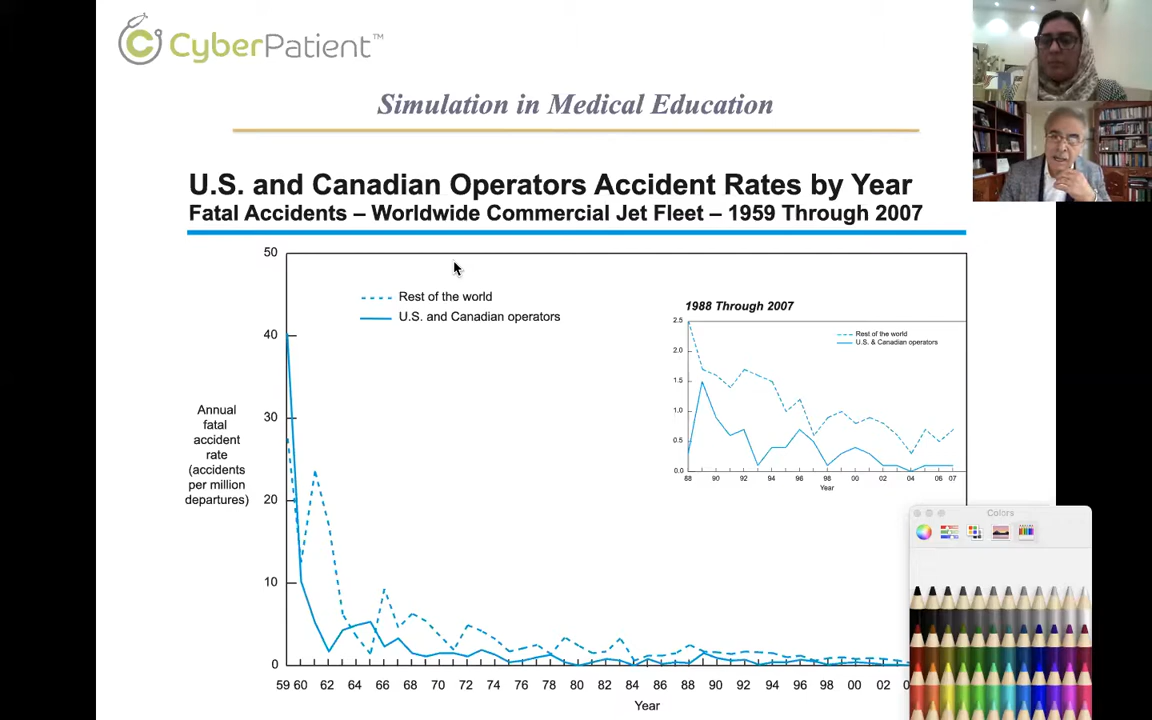 CyberPatient™
Simulation in Medical Education
U.S. and Canadian Operators Accident Rates by Year
Fatal Accidents – Worldwide Commercial Jet Fleet – 1959 Through 2007
50
40
30
20
10
0
Annual
fatal
accident
rate
(accidents
per million
departures)
Rest of the world
U.S. and Canadian operators
59 60 62 64 66 68 70 72 74 75 78 80 82 84 86 88 90 92 94 96 98 00 02 0
Year
1988 Through 2007
2.5
2.0
1.5
1.0
0.5
0.0
Rest of the world
U.S. & Canadian operators
88 90 92 94 96 98 00 02 04 06 07
Year
Colors